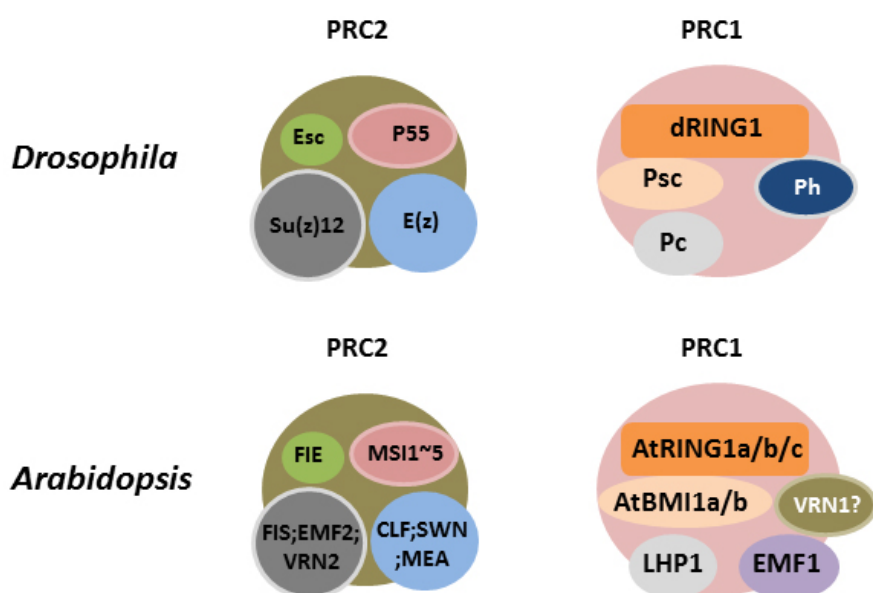 PRC2
PRC1
Drosophila
Esc
P55
Su(z)12
E(z)
dRING1
Psc
Ph
Pc
PRC2
PRC1
Arabidopsis
FIE
MSI1~5
FIS;EMF2;
VRN2
CLF;SWN
;MEA
AtRING1a/b/c
AtBMI1a/b
VRN1?
LHP1
EMF1